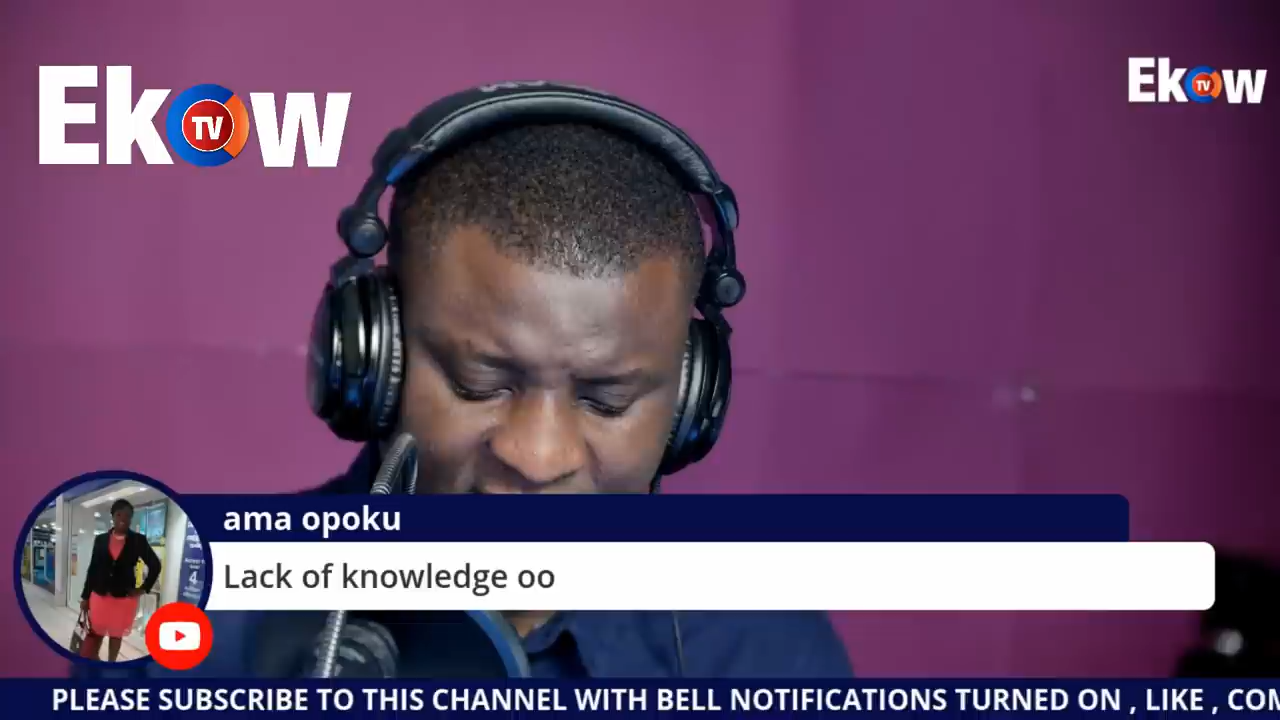 Ekow
TV
Ekow
TV
ama opoku
Lack of knowledge oo
4
PLEASE SUBSCRIBE TO THIS CHANNEL WITH BELL NOTIFICATIONS TURNED ON , LIKE , COM